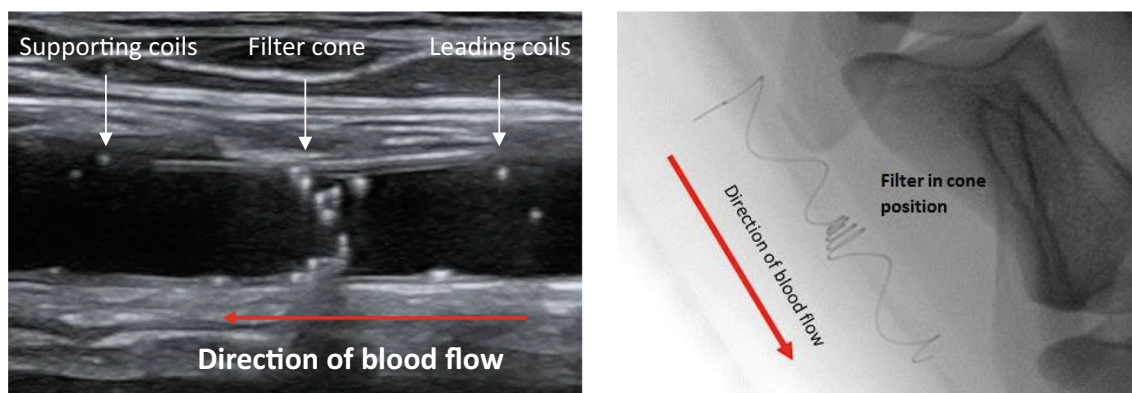 Supporting coils
Filter cone
Leading coils
Direction of blood flow
Filter in cone
position
Direction of blood flow